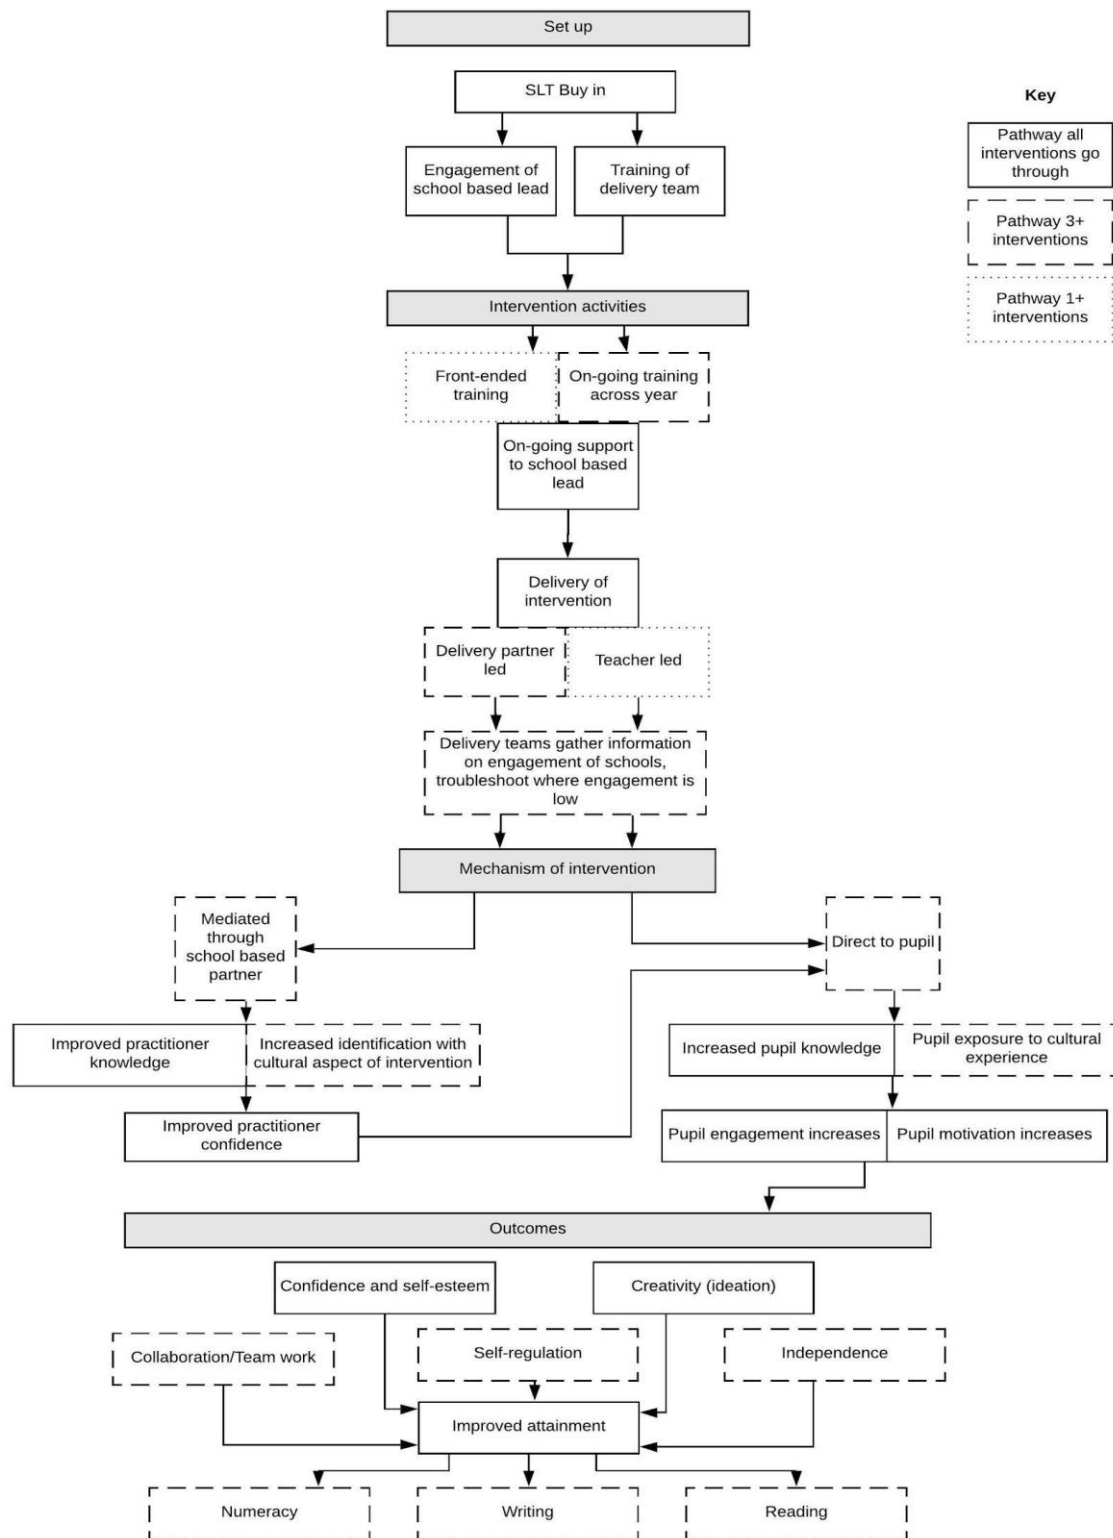 Set up
SLT Buy in
Key
Pathway all
interventions go
through
Engagement of
school based lead
Training of
delivery team
Pathway 3+
interventions
Pathway 1+
interventions
Intervention activities
Front-ended
training
On-going training
across year
On-going support
to school based
lead
Delivery of
intervention
Delivery partner
led
Teacher led
Delivery teams gather information
on engagement of schools,
troubleshoot where engagement is
low
Mechanism of intervention
Mediated
through
school based
partner
Direct to pupil
Improved practitioner
knowledge
Increased identification with
cultural aspect of intervention
Increased pupil knowledge
Pupil exposure to cultural
experience
Improved practitioner
confidence
Pupil engagement increases
Pupil motivation increases
Outcomes
Confidence and self-esteem
Creativity (ideation)
Collaboration/Team work
Self-regulation
Independence
Improved attainment
Numeracy
Writing
Reading